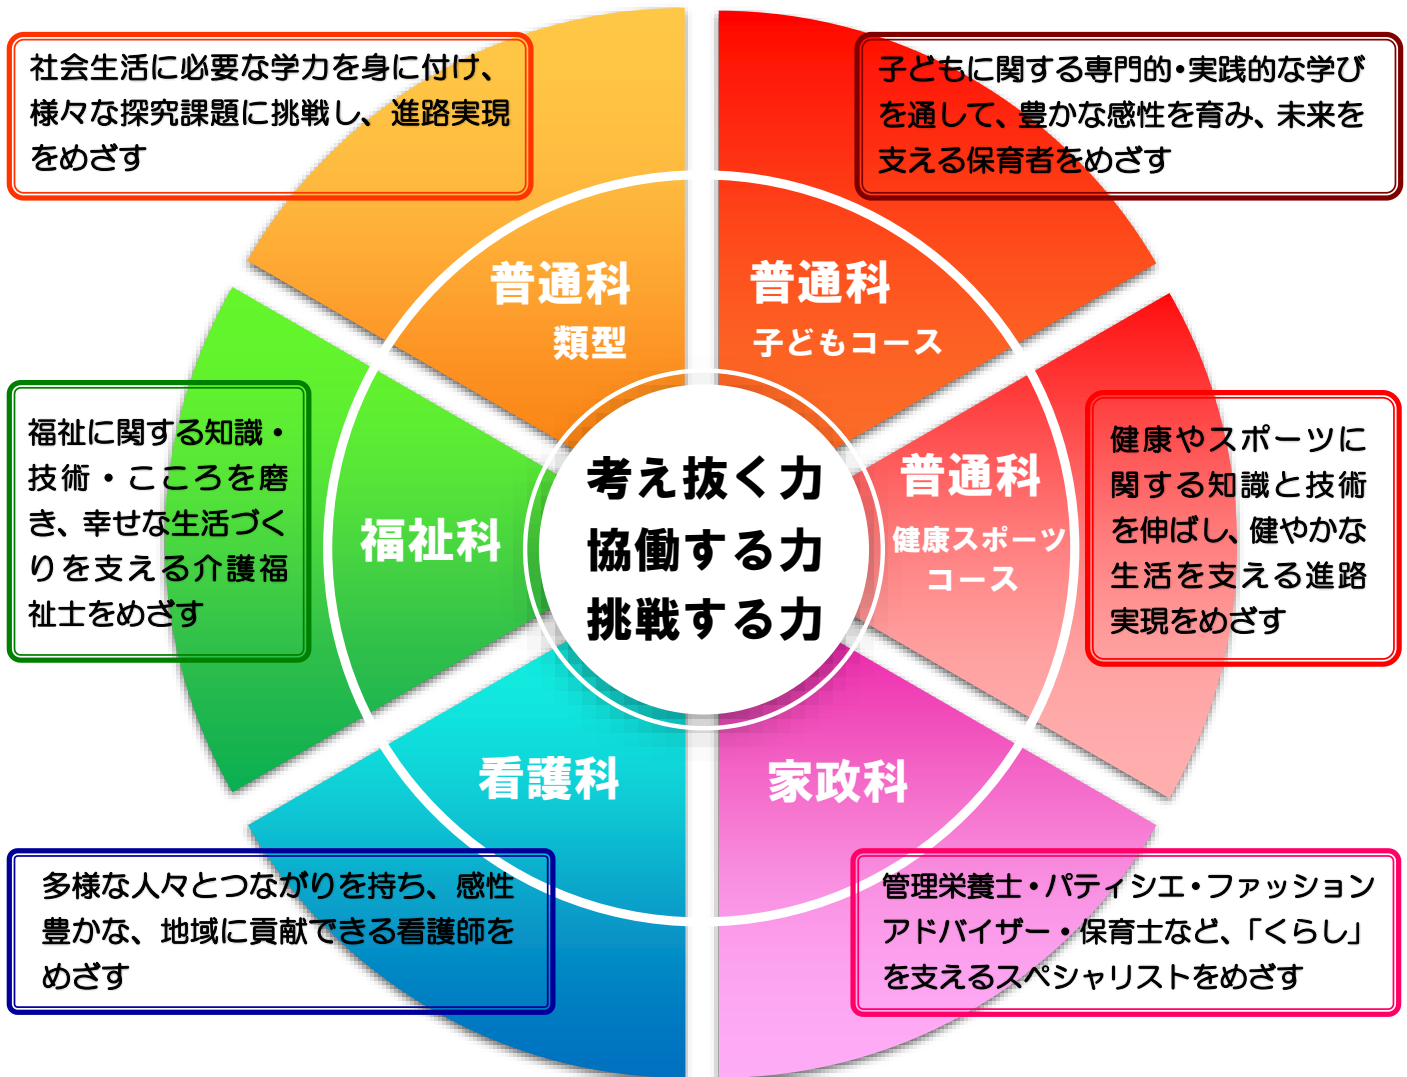 社会生活に必要な学力を身に付け、
様々な探究課題に挑戦し、進路実現
をめざす
子どもに関する専門的・実践的な学び
を通して、豊かな感性を育み、未来を
支える保育者をめざす
普通科
類型
普通科
子どもコース
福祉に関する知識・
技術・こころを磨
き、幸せな生活づく
りを支える介護福
祉士をめざす
福祉科
考え抜く力
協働する力
挑戦する力
普通科
健康スポーツ
コース
健康やスポーツに
関する知識と技術
を伸ばし、健やかな
生活を支える進路
実現をめざす
看護科
家政科
多様な人々とつながりを持ち、感性
豊かな、地域に貢献できる看護師を
めざす
管理栄養士・パティシエ・ファッション
アドバイザー・保育士など、「くらし」
を支えるスペシャリストをめざす